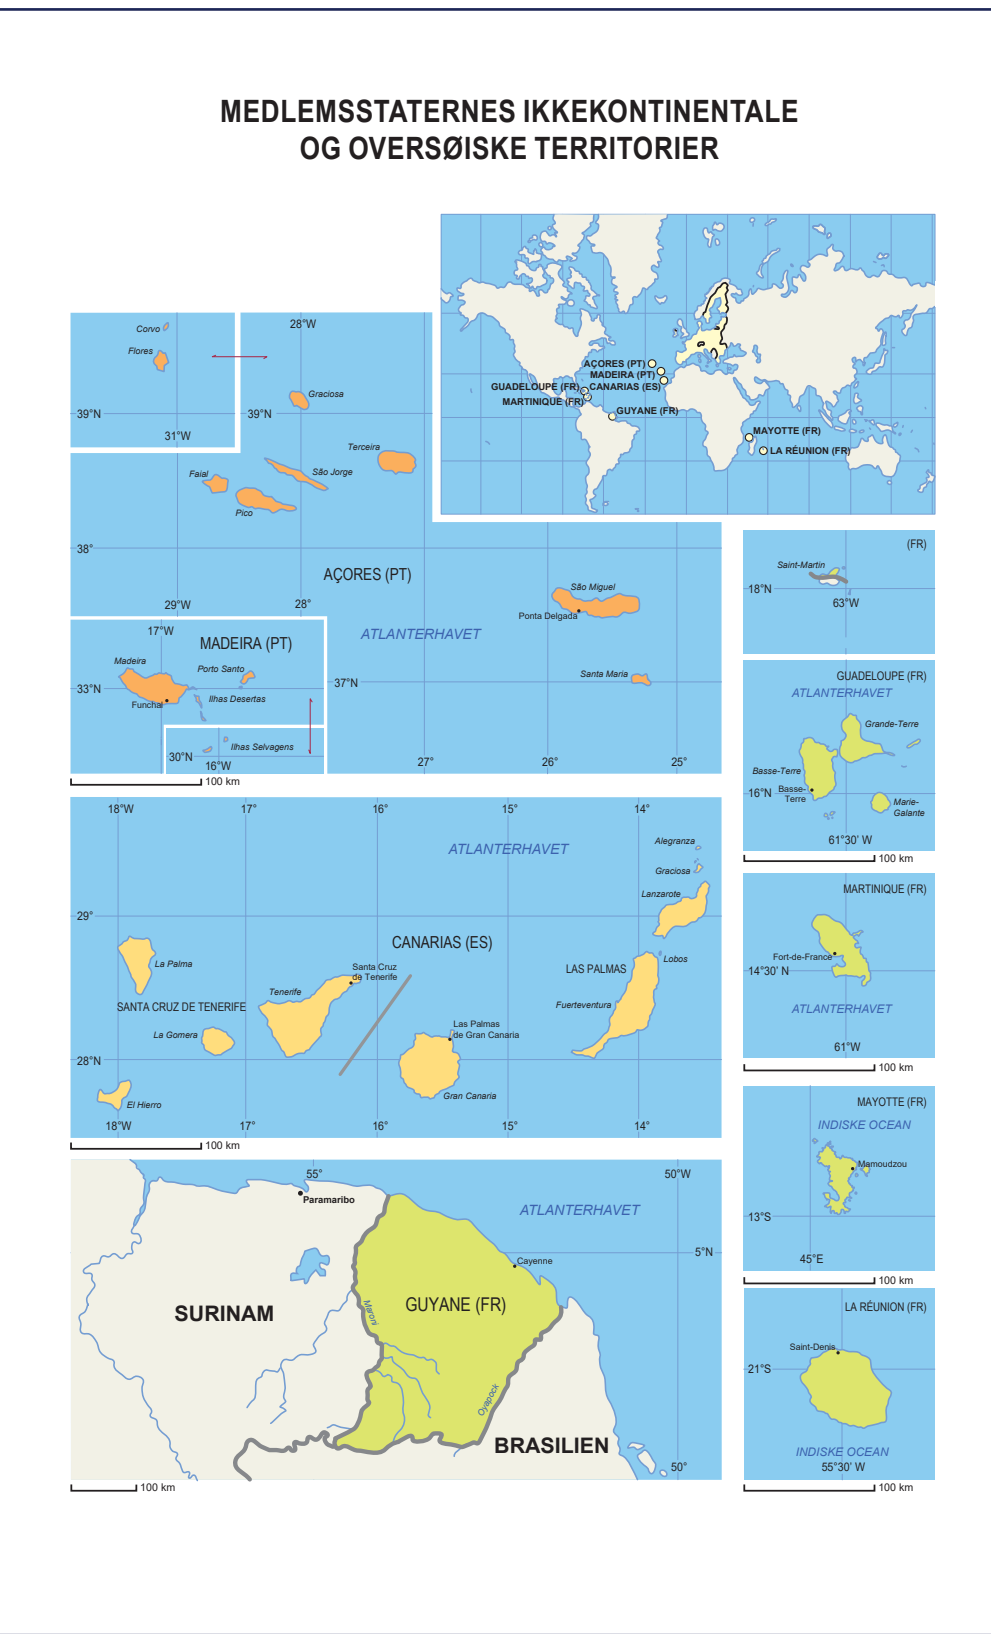 MEDLEMSSTATERNES IKKEKONTINENTALE
OG OVERSØISKE TERRITORIER
AÇORES (PT)
MADEIRA (PT)
GUADELOUPE (FR)
CANARIAS (ES)
MARTINIQUE (FR)
GUYANE (FR)
MAYOTTE (FR)
LA RÉUNION (FR)
Corvo
Flores
39°N
31°W
28°W
Graciosa
39°N
Terceira
Faial
São Jorge
Pico
38°
AÇORES (PT)
29°W
28°
São Miguel
Ponta Delgada
ATLANTERHAVET
Santa Maria
37°N
27°
26°
25°
17°W
MADEIRA (PT)
Madeira
Porto Santo
33°N
Ilhas Desertas
Funchal
Ilhas Selvagens
30°N
16°W
100 km
(FR)
Saint-Martin
18°N
63°W
GUADELOUPE (FR)
ATLANTERHAVET
Grande-Terre
Basse-Terre
16°N
Basse-
Terre
Marie-
Galante
61°30' W
100 km
18°W
17°
16°
15°
14°
ATLANTERHAVET
Alegranza
Graciosa
Lanzarote
29°
CANARIAS (ES)
Lobos
La Palma
Santa Cruz
de Tenerife
LAS PALMAS
Tenerife
SANTA CRUZ DE TENERIFE
Fuerteventura
La Gomera
Las Palmas
de Gran Canaria
28°N
Gran Canaria
El Hierro
18°W
17°
16°
15°
14°
100 km
MARTINIQUE (FR)
Fort-de-France
14°30' N
ATLANTERHAVET
61°W
100 km
MAYOTTE (FR)
INDISKE OCEAN
Mamoudzou
13°S
45°E
100 km
55°
50°W
Paramaribo
ATLANTERHAVET
5°N
Cayenne
SURINAM
GUYANE (FR)
Maroni
Oyapock
BRASILIEN
50°
100 km
LA RÉUNION (FR)
Saint-Denis
21°S
INDISKE OCEAN
55°30' W
100 km